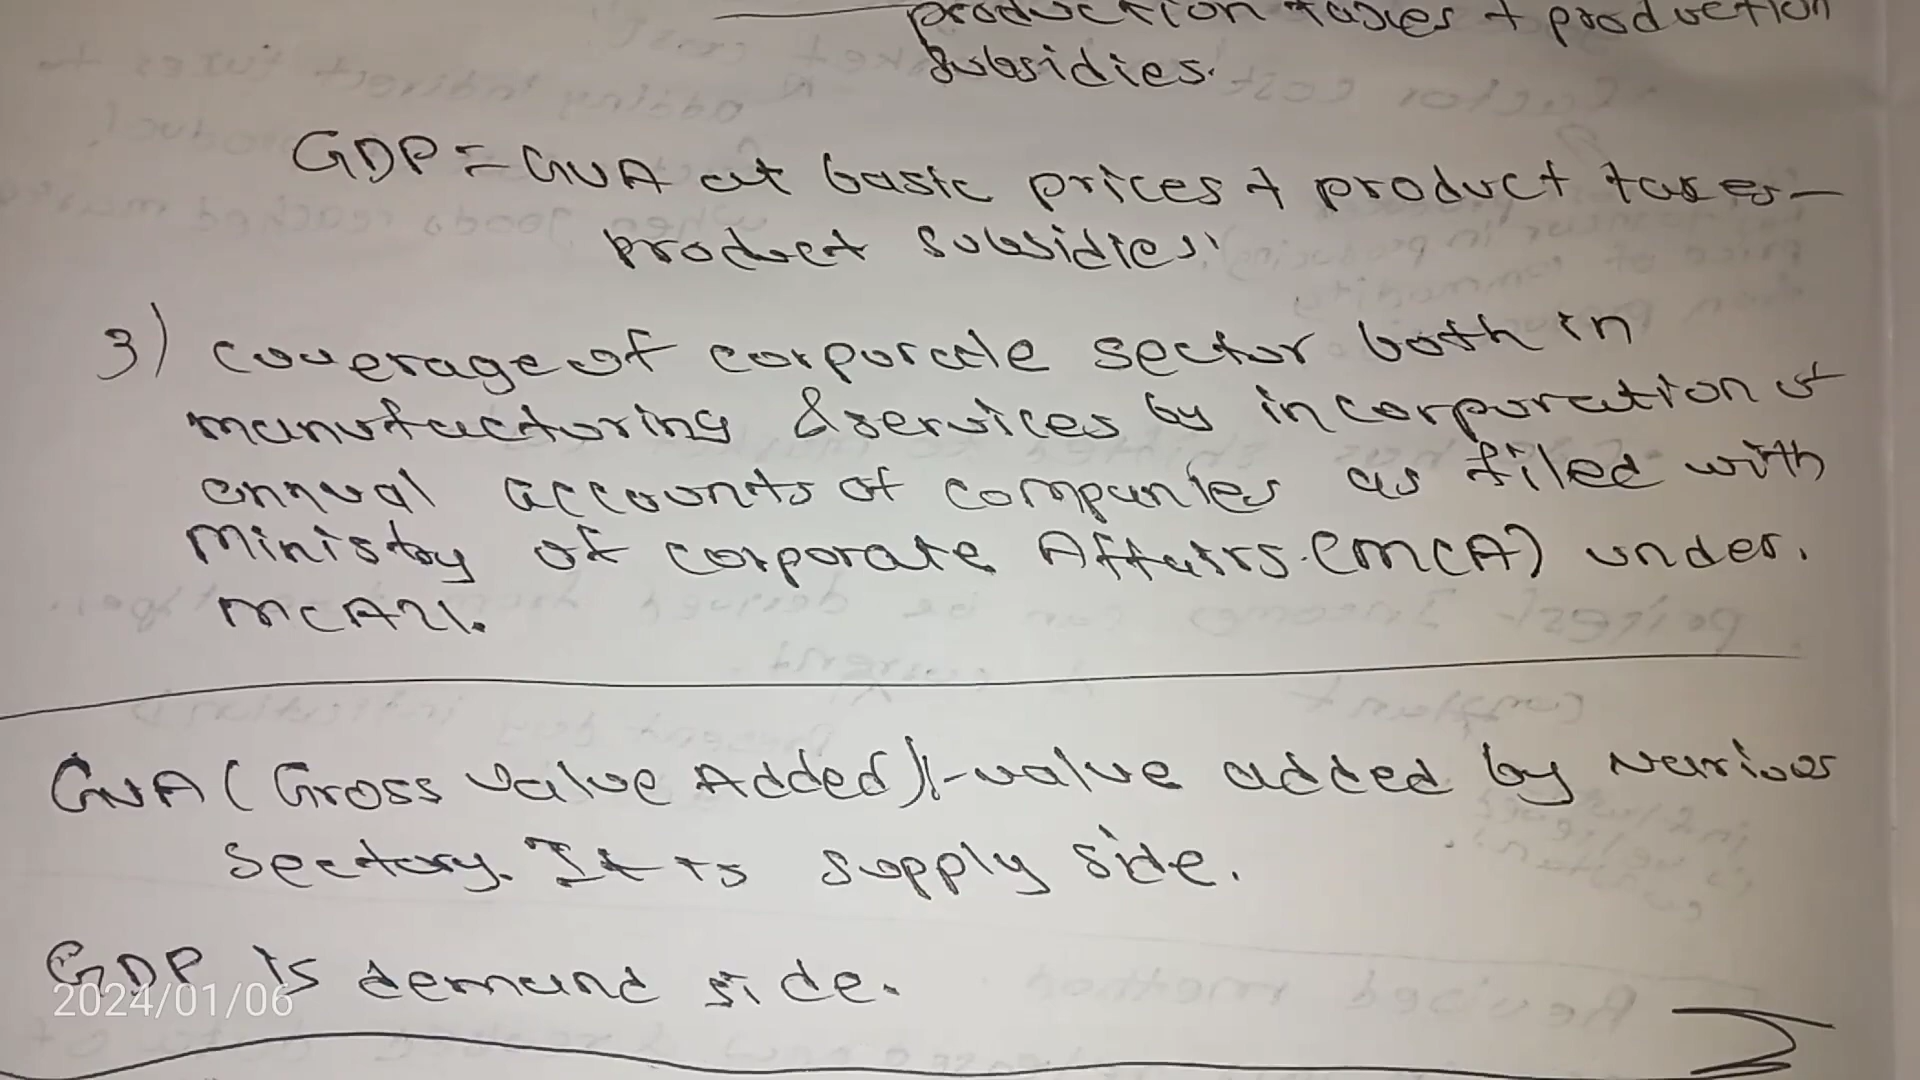 production taxes + production
subsidies.
GDP = GVA at basic prices + product taxes -
product subsidies.
3) coverage of corporate sector both in
manufacturing & services by incorporation of
annual accounts of companies as filed with
Ministry of corporate Affairs (MCA) under.
MCA21.
GVA (Gross Value Added):- value added by various
sectors. It is supply side.
GDP is demand side.
2024/01/06